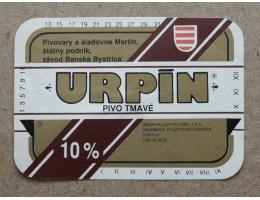 13 15 17 19 21 23 25 27 29 31
Pivovary a sladovne Martin,
štátny podnik,
závod Banská Bystrica
1 3 5 7 9 11
URPÍN
®
X XI XII
PIVO TMAVÉ
10%
I II III IV V VI VII VIII IX